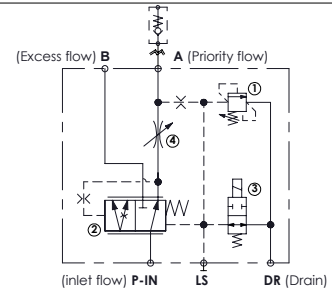 (Excess flow) B A (Priority flow)
①
④
③
②
(inlet flow) P-IN LS DR (Drain)